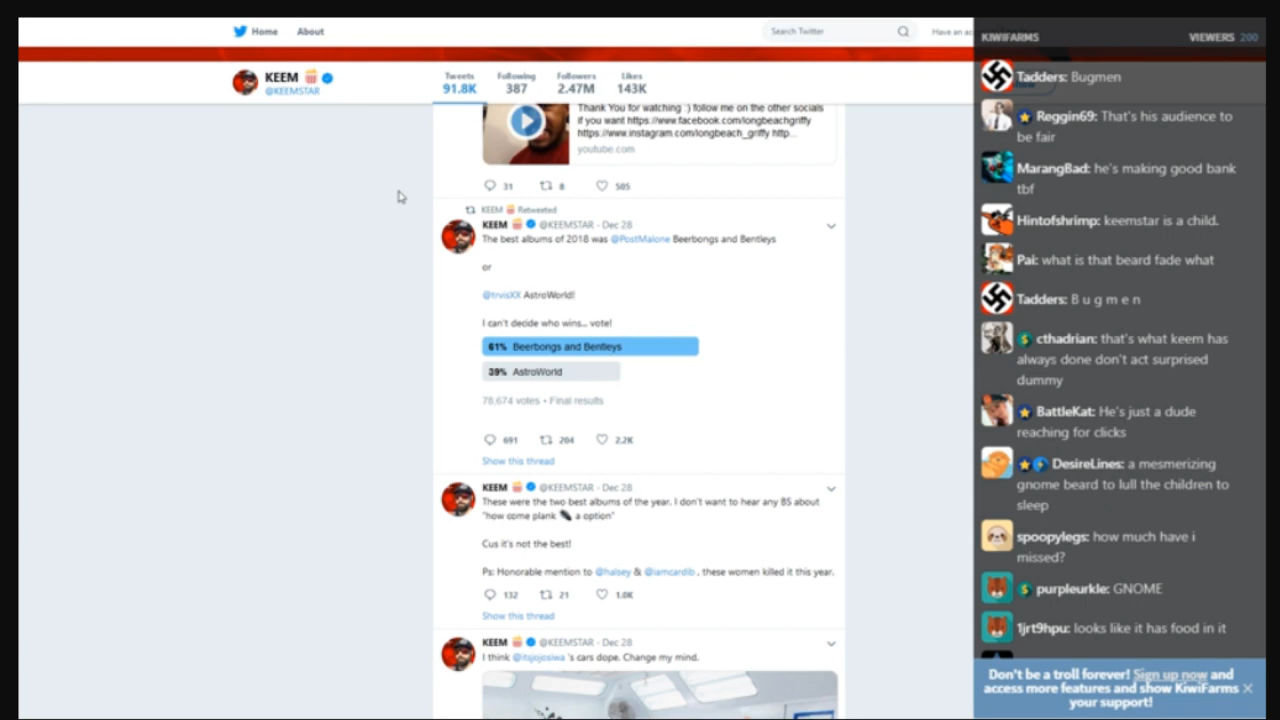 Home About
Search Twitter
Have an ac
KEEM
@KEEMSTAR
Tweets Following Followers Likes
91.8K 387 2.47M 143K
Thank You for watching :) follow me on the other socials
if you want https://www.facebook.com/longbeachgriffy
https://www.instagram.com/longbeach_griffy http...
youtube.com
31 8 505
KEEM Retweeted
KEEM @KEEMSTAR - Dec 28
The best albums of 2018 was @PostMalone Beerbongs and Bentleys
or
@trvisXX AstroWorld!
I can't decide who wins... vote!
61% Beerbongs and Bentleys
39% AstroWorld
78,674 votes • Final results
691 204 2.2K
Show this thread
KEEM @KEEMSTAR - Dec 28
These were the two best albums of the year. I don't want to hear any BS about
"how come plank a option"
Cus it's not the best!
Ps: Honorable mention to @halsey & @iamcardib , these women killed it this year.
132 21 1.0K
Show this thread
KEEM @KEEMSTAR - Dec 28
I think @itsjojosiwa 's cars dope. Change my mind.
KIWIFARMS VIEWERS 200
Tadders: Bugmen
Reggin69: That's his audience to
be fair
MarangBad: he's making good bank
tbf
Hintofshrimp: keemstar is a child.
Pai: what is that beard fade what
Tadders: B u g m e n
cthadrian: that's what keem has
always done don't act surprised
dummy
BattleKat: He's just a dude
reaching for clicks
DesireLines: a mesmerizing
gnome beard to lull the children to
sleep
spoopylegs: how much have i
missed?
purpleurkle: GNOME
1jrt9hpu: looks like it has food in it
Don't be a troll forever! Sign up now and
access more features and show KiwiFarms
your support!